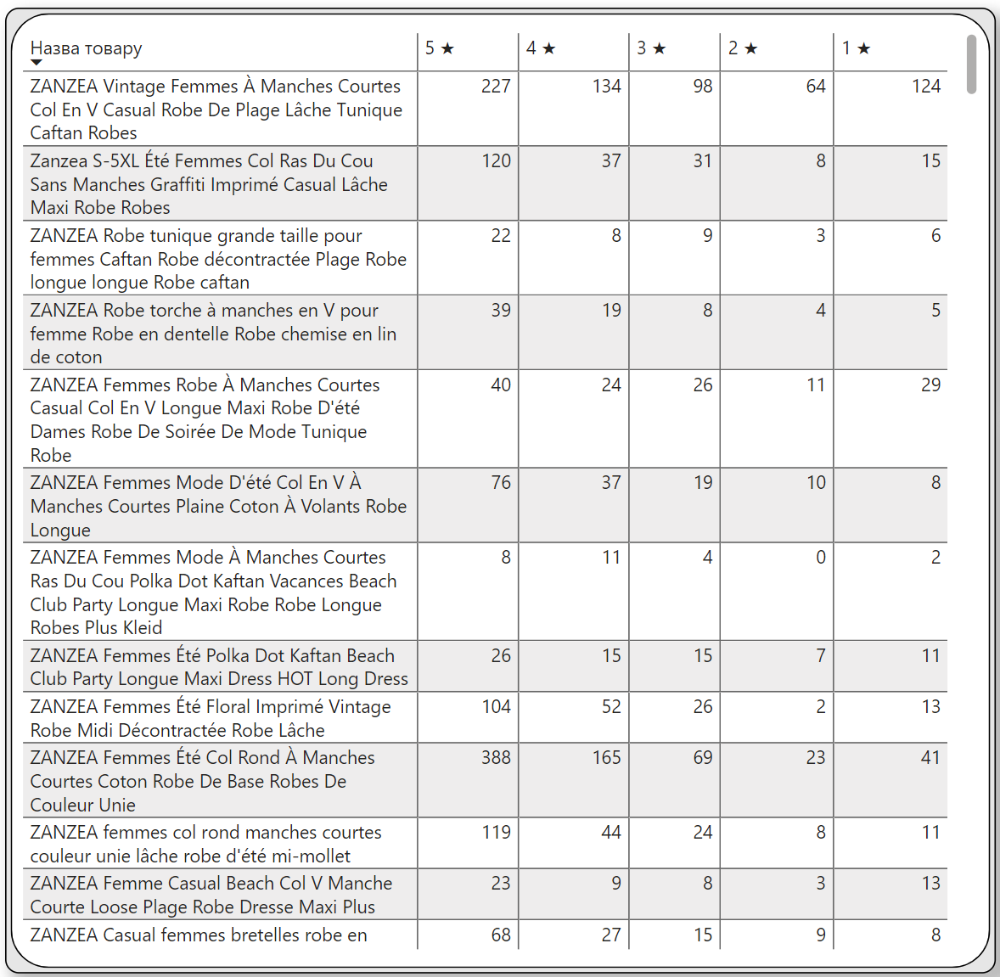 Назва товару 5 ★ 4 ★ 3 ★ 2 ★ 1 ★
ZANZEA Vintage Femmes À Manches Courtes 227 134 98 64 124
Col En V Casual Robe De Plage Lâche Tunique
Caftan Robes
Zanzea S-5XL Été Femmes Col Ras Du Cou 120 37 31 8 15
Sans Manches Graffiti Imprimé Casual Lâche
Maxi Robe Robes
ZANZEA Robe tunique grande taille pour 22 8 9 3 6
femmes Caftan Robe décontractée Plage Robe
longue longue Robe caftan
ZANZEA Robe torche à manches en V pour 39 19 8 4 5
femme Robe en dentelle Robe chemise en lin
de coton
ZANZEA Femmes Robe À Manches Courtes 40 24 26 11 29
Casual Col En V Longue Maxi Robe D'été
Dames Robe De Soirée De Mode Tunique
Robe
ZANZEA Femmes Mode D'été Col En V À 76 37 19 10 8
Manches Courtes Plaine Coton À Volants Robe
Longue
ZANZEA Femmes Mode À Manches Courtes 8 11 4 0 2
Ras Du Cou Polka Dot Kaftan Vacances Beach
Club Party Longue Maxi Robe Robe Longue
Robes Plus Kleid
ZANZEA Femmes Été Polka Dot Kaftan Beach 26 15 15 7 11
Club Party Longue Maxi Dress HOT Long Dress
ZANZEA Femmes Été Floral Imprimé Vintage 104 52 26 2 13
Robe Midi Décontractée Robe Lâche
ZANZEA Femmes Été Col Rond À Manches 388 165 69 23 41
Courtes Coton Robe De Base Robes De
Couleur Unie
ZANZEA femmes col rond manches courtes 119 44 24 8 11
couleur unie lâche robe d'été mi-mollet
ZANZEA Femme Casual Beach Col V Manche 23 9 8 3 13
Courte Loose Plage Robe Dresse Maxi Plus
ZANZEA Casual femmes bretelles robe en 68 27 15 9 8